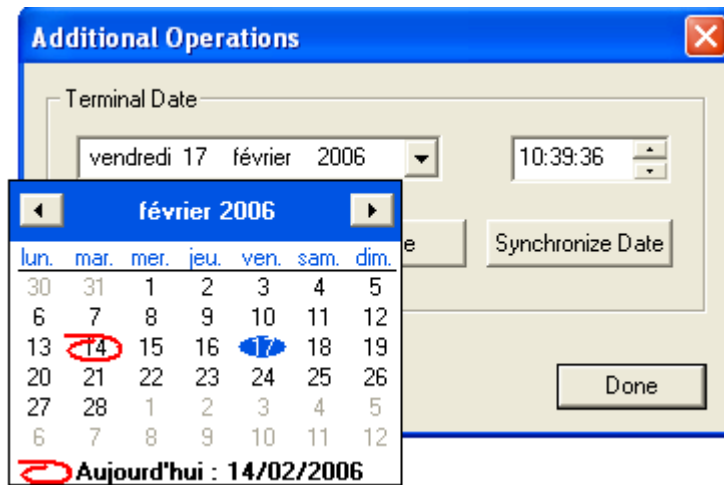 Additional Operations
Terminal Date
vendredi 17 février 2006
10:39:36
février 2006
e
Synchronize Date
lun. mar. mer. jeu. ven. sam. dim.
30 31 1 2 3 4 5
6 7 8 9 10 11 12
13 14 15 16 17 18 19
20 21 22 23 24 25 26
27 28 1 2 3 4 5
6 7 8 9 10 11 12
Aujourd'hui : 14/02/2006
Done